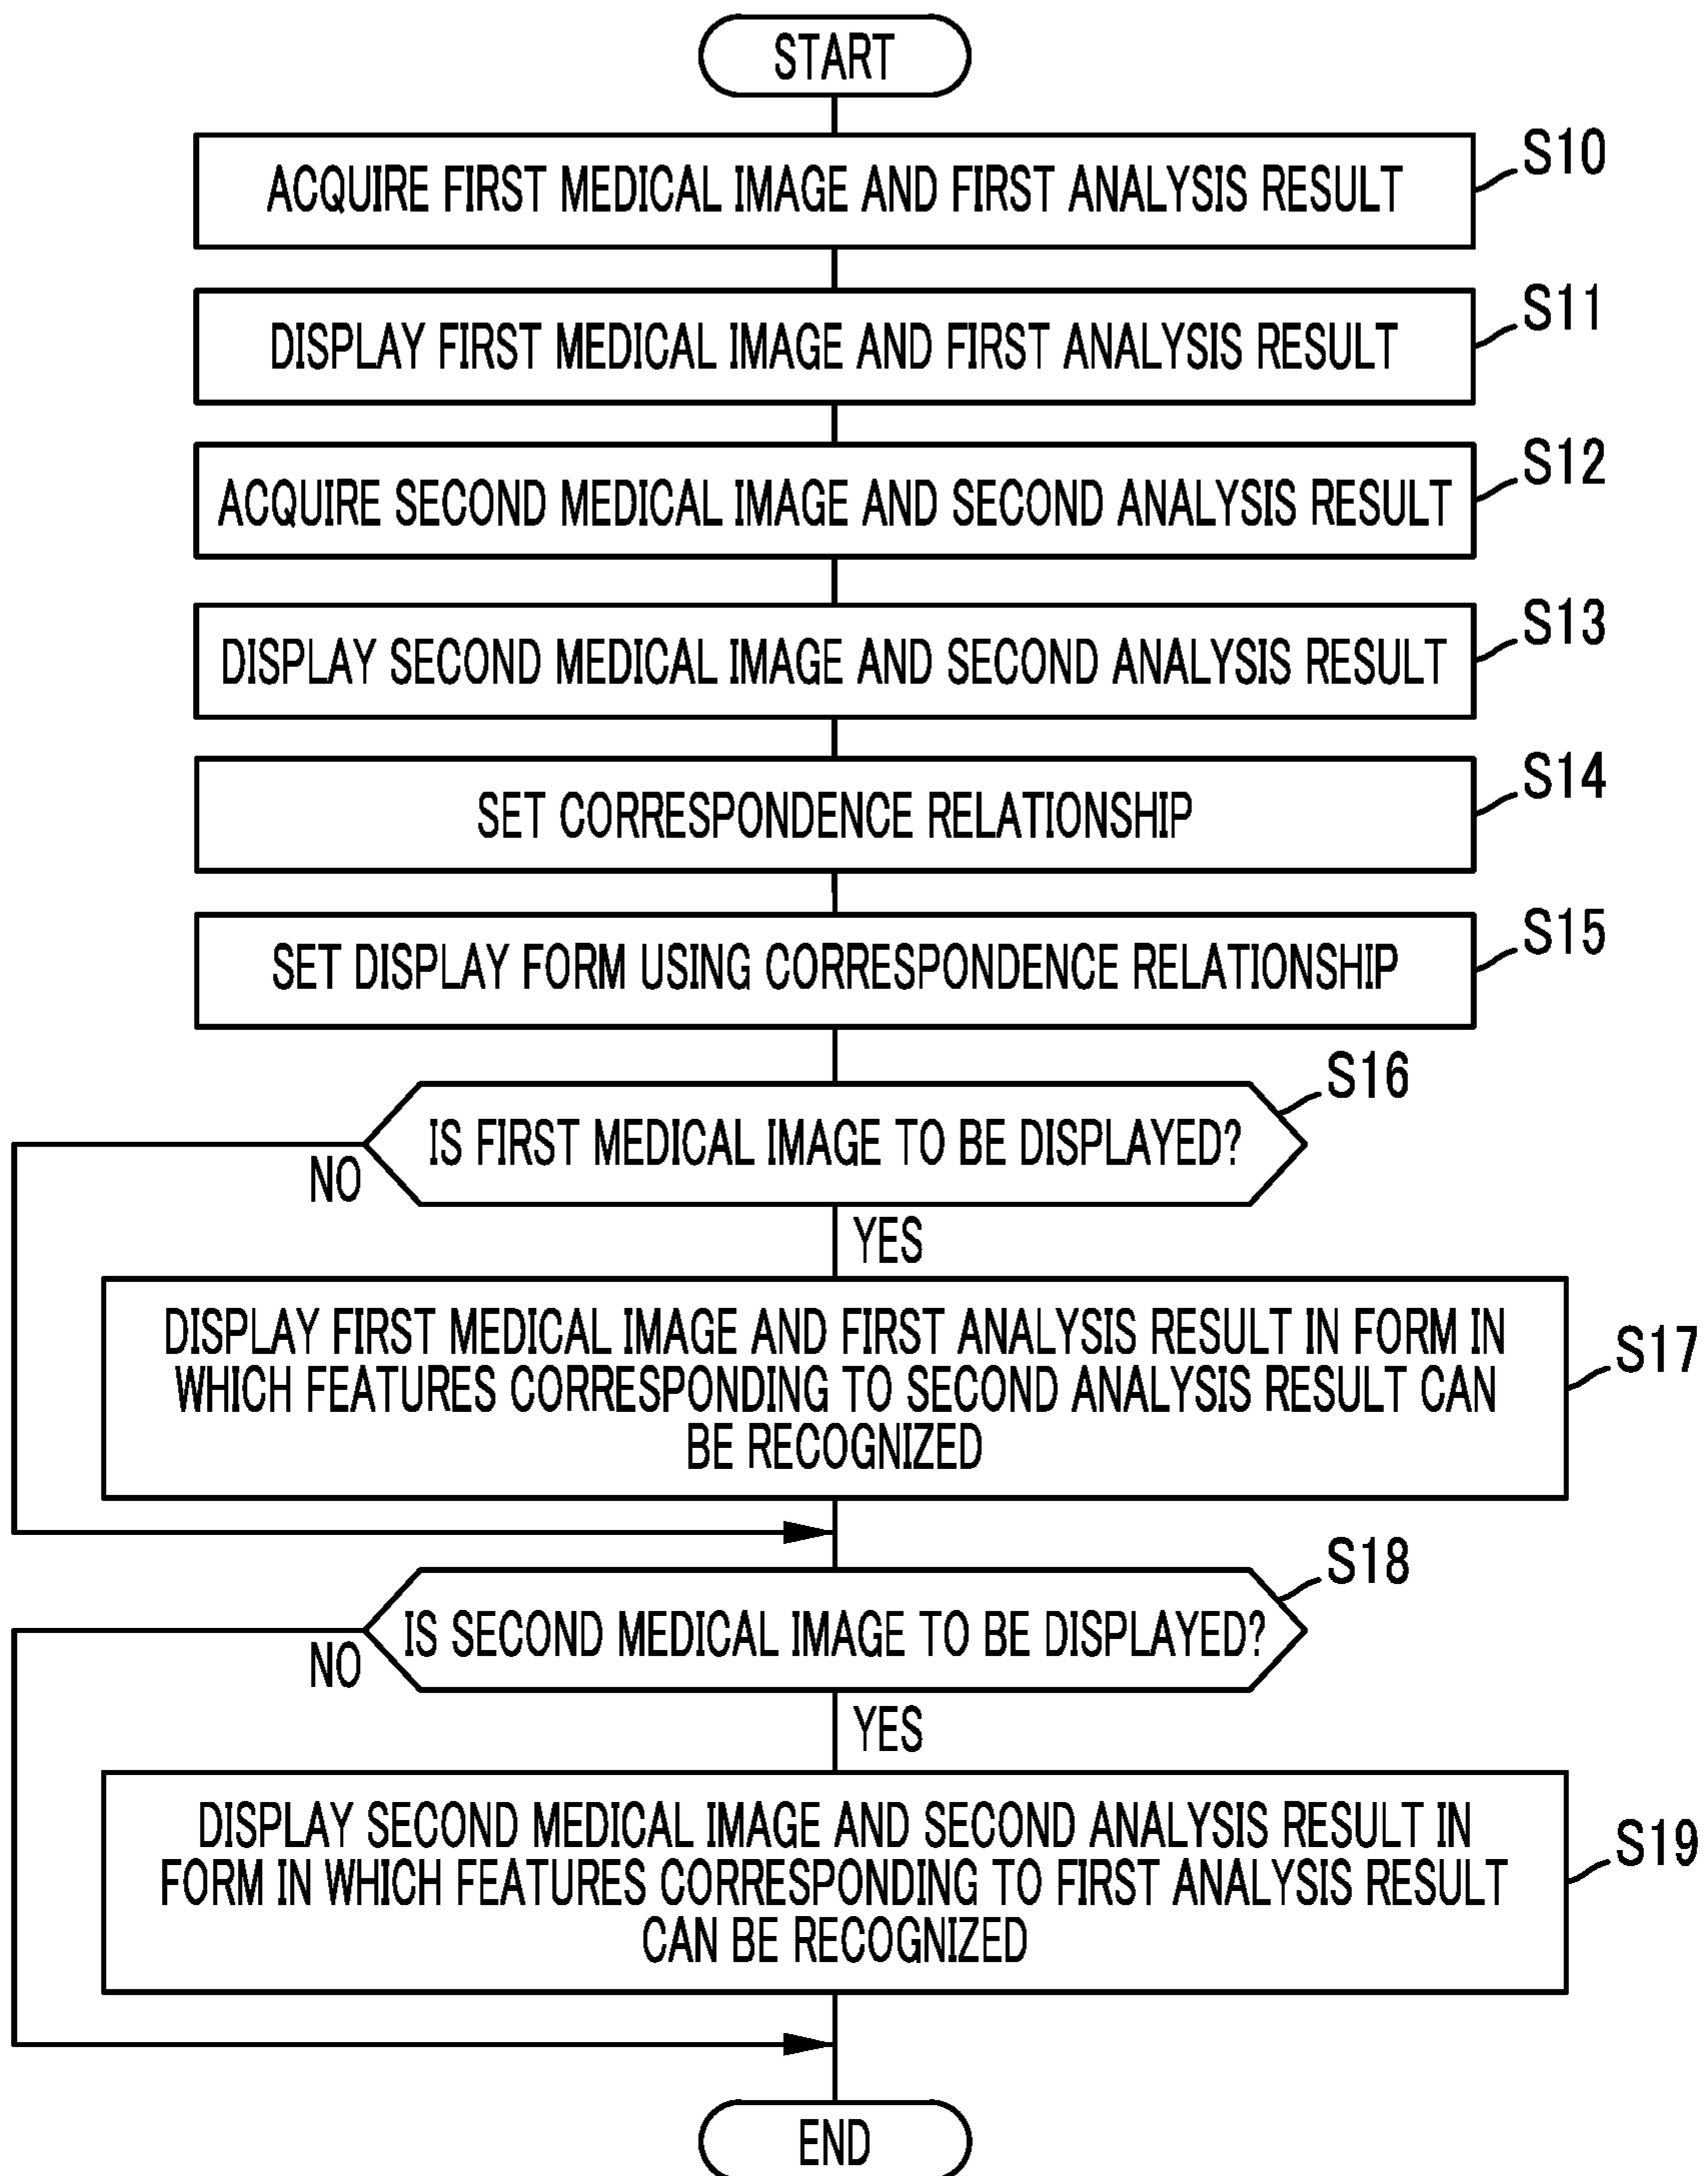 START
ACQUIRE FIRST MEDICAL IMAGE AND FIRST ANALYSIS RESULT
S10
DISPLAY FIRST MEDICAL IMAGE AND FIRST ANALYSIS RESULT
S11
ACQUIRE SECOND MEDICAL IMAGE AND SECOND ANALYSIS RESULT
S12
DISPLAY SECOND MEDICAL IMAGE AND SECOND ANALYSIS RESULT
S13
SET CORRESPONDENCE RELATIONSHIP
S14
SET DISPLAY FORM USING CORRESPONDENCE RELATIONSHIP
S15
IS FIRST MEDICAL IMAGE TO BE DISPLAYED?
S16
NO
YES
DISPLAY FIRST MEDICAL IMAGE AND FIRST ANALYSIS RESULT IN FORM IN
WHICH FEATURES CORRESPONDING TO SECOND ANALYSIS RESULT CAN
BE RECOGNIZED
S17
IS SECOND MEDICAL IMAGE TO BE DISPLAYED?
S18
NO
YES
DISPLAY SECOND MEDICAL IMAGE AND SECOND ANALYSIS RESULT IN
FORM IN WHICH FEATURES CORRESPONDING TO FIRST ANALYSIS RESULT
CAN BE RECOGNIZED
S19
END